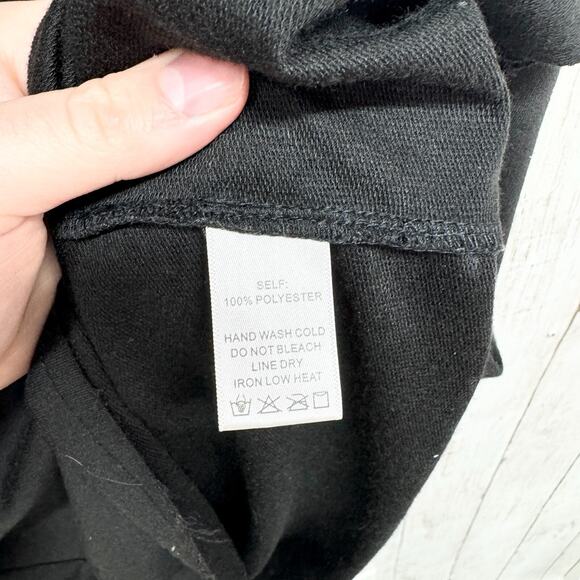 SELF:
100% POLYESTER
HAND WASH COLD
DO NOT BLEACH
LINE DRY
IRON LOW HEAT